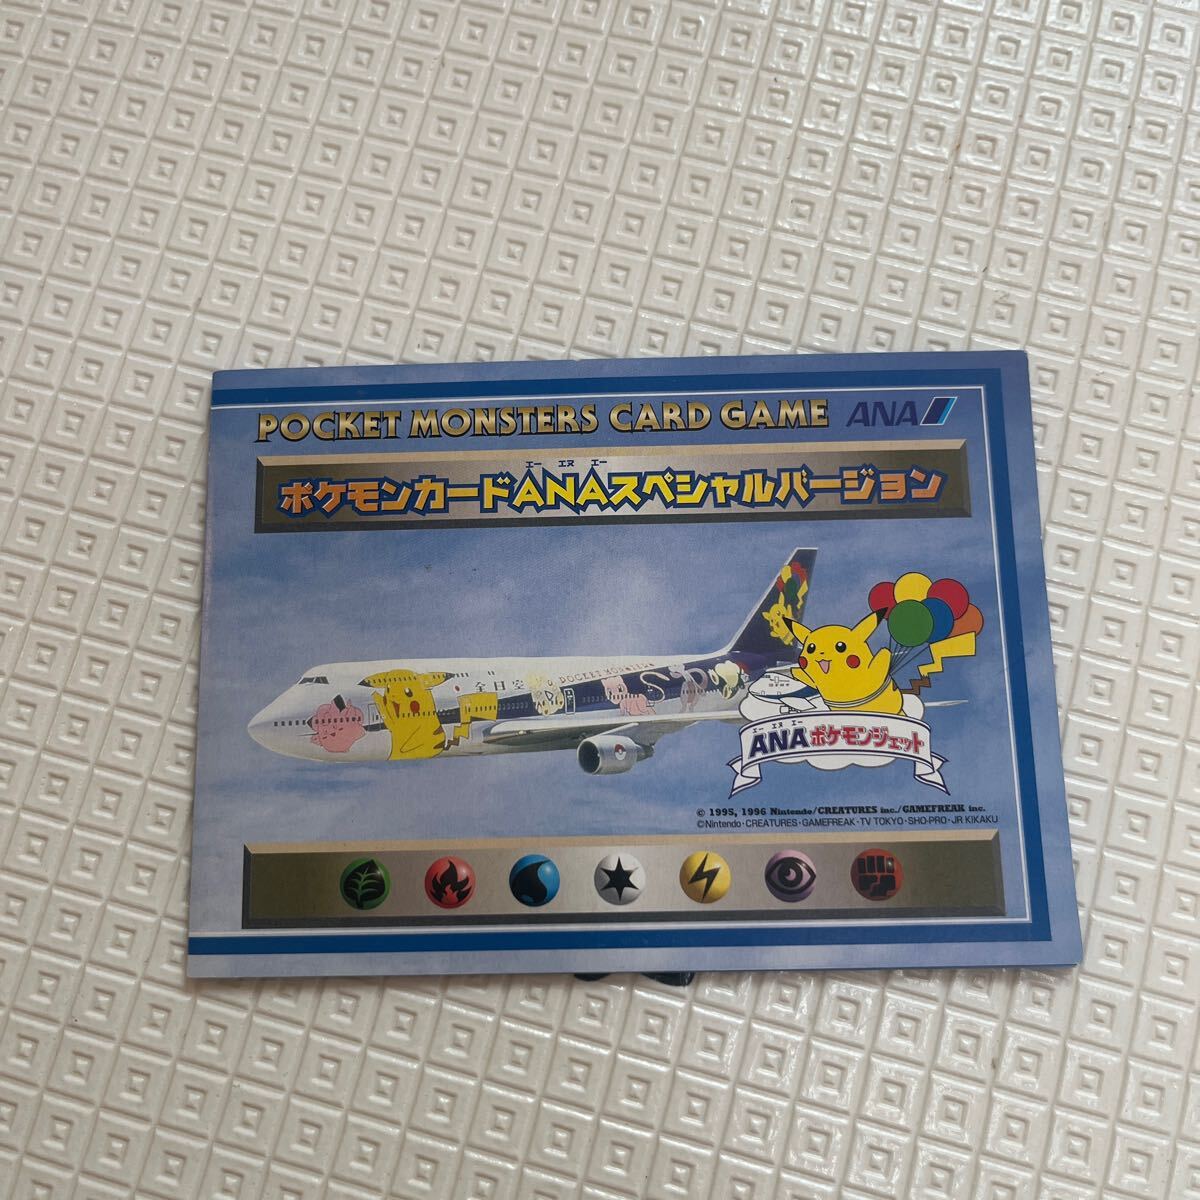 POCKET MONSTERS CARD GAME ANA
エー エヌ エー
ポケモンカードANAスペシャルバージョン
全日空
POCKET MONSTERS
エー エヌ エー
ANAポケモンジェット
© 1995, 1996 Nintendo/CREATURES inc./GAMEFREAK inc.
©Nintendo・CREATURES・GAMEFREAK・TV TOKYO・SHO-PRO・JR KIKAKU